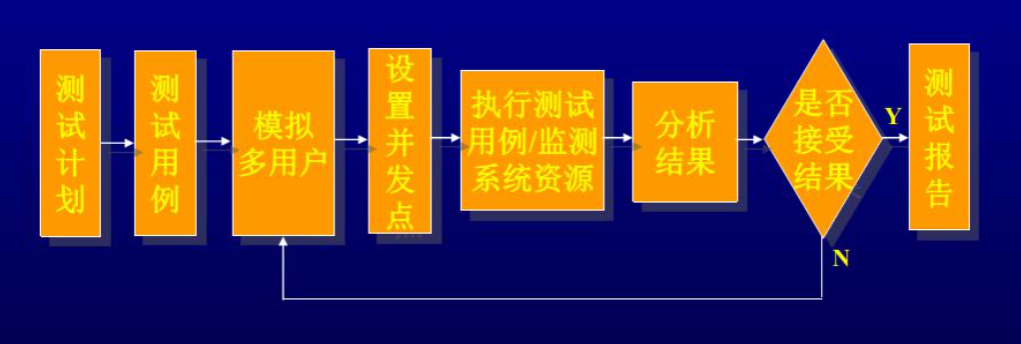 测试计划
测试用例
模拟
多用户
设置并发点
执行测试
用例/监测
系统资源
分析
结果
是否
接受
结果
Y
测试报告
N